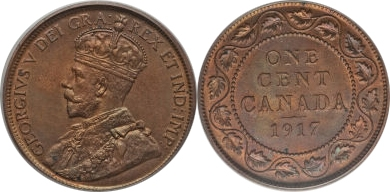 GEORGIVS V DEI GRA: REX ET IND:IMP:
ONE
CENT
CANADA
1917